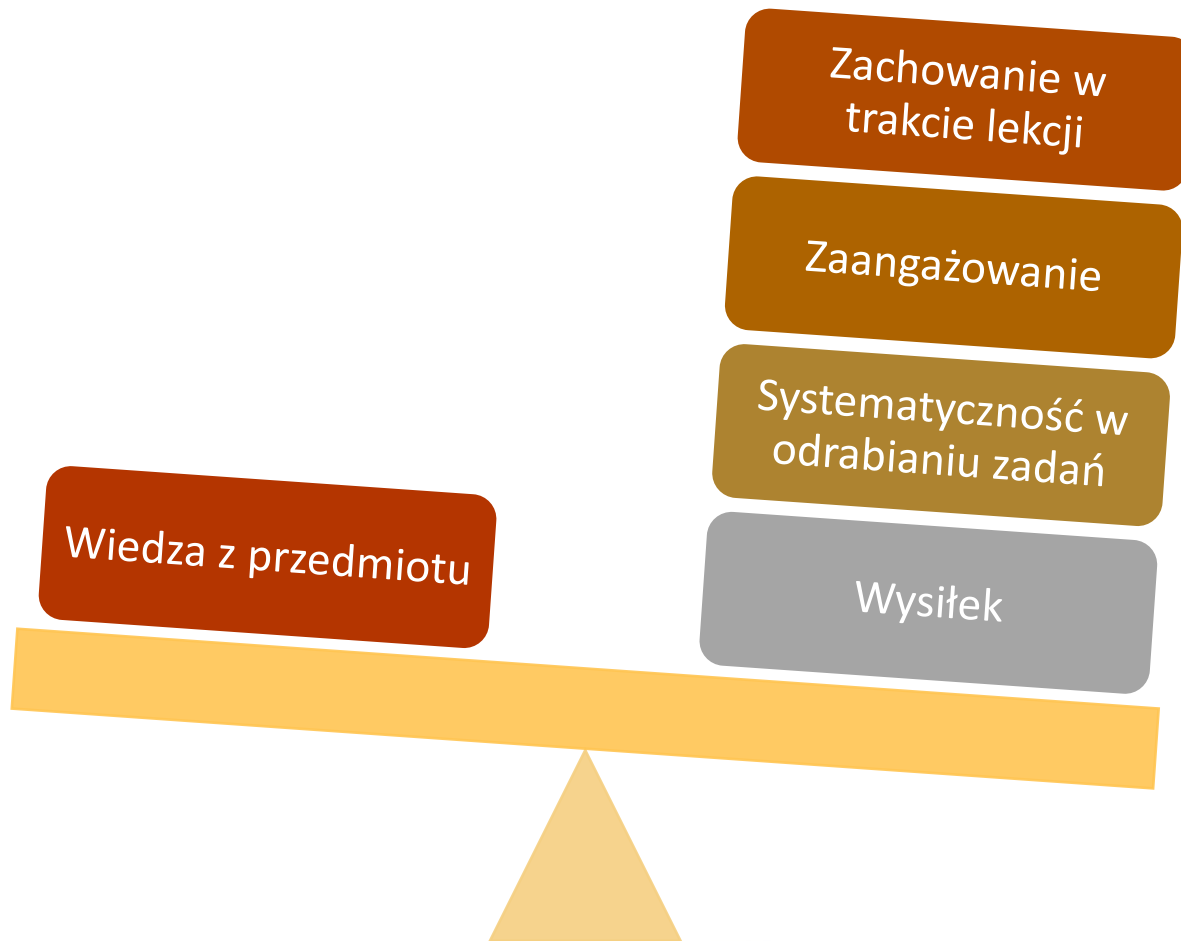 Zachowanie w
trakcie lekcji
Zaangażowanie
Systematyczność w
odrabianiu zadań
Wiedza z przedmiotu
Wysiłek